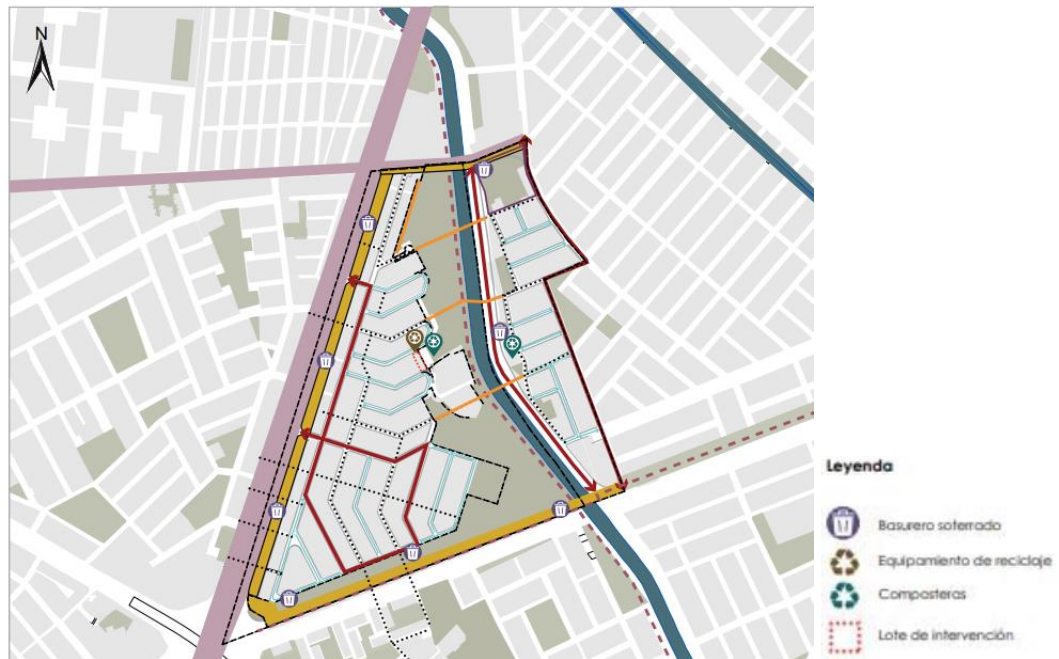 N
Leyenda
Basurero soterrado
Equipamiento de reciclaje
Composteras
Lote de intervención